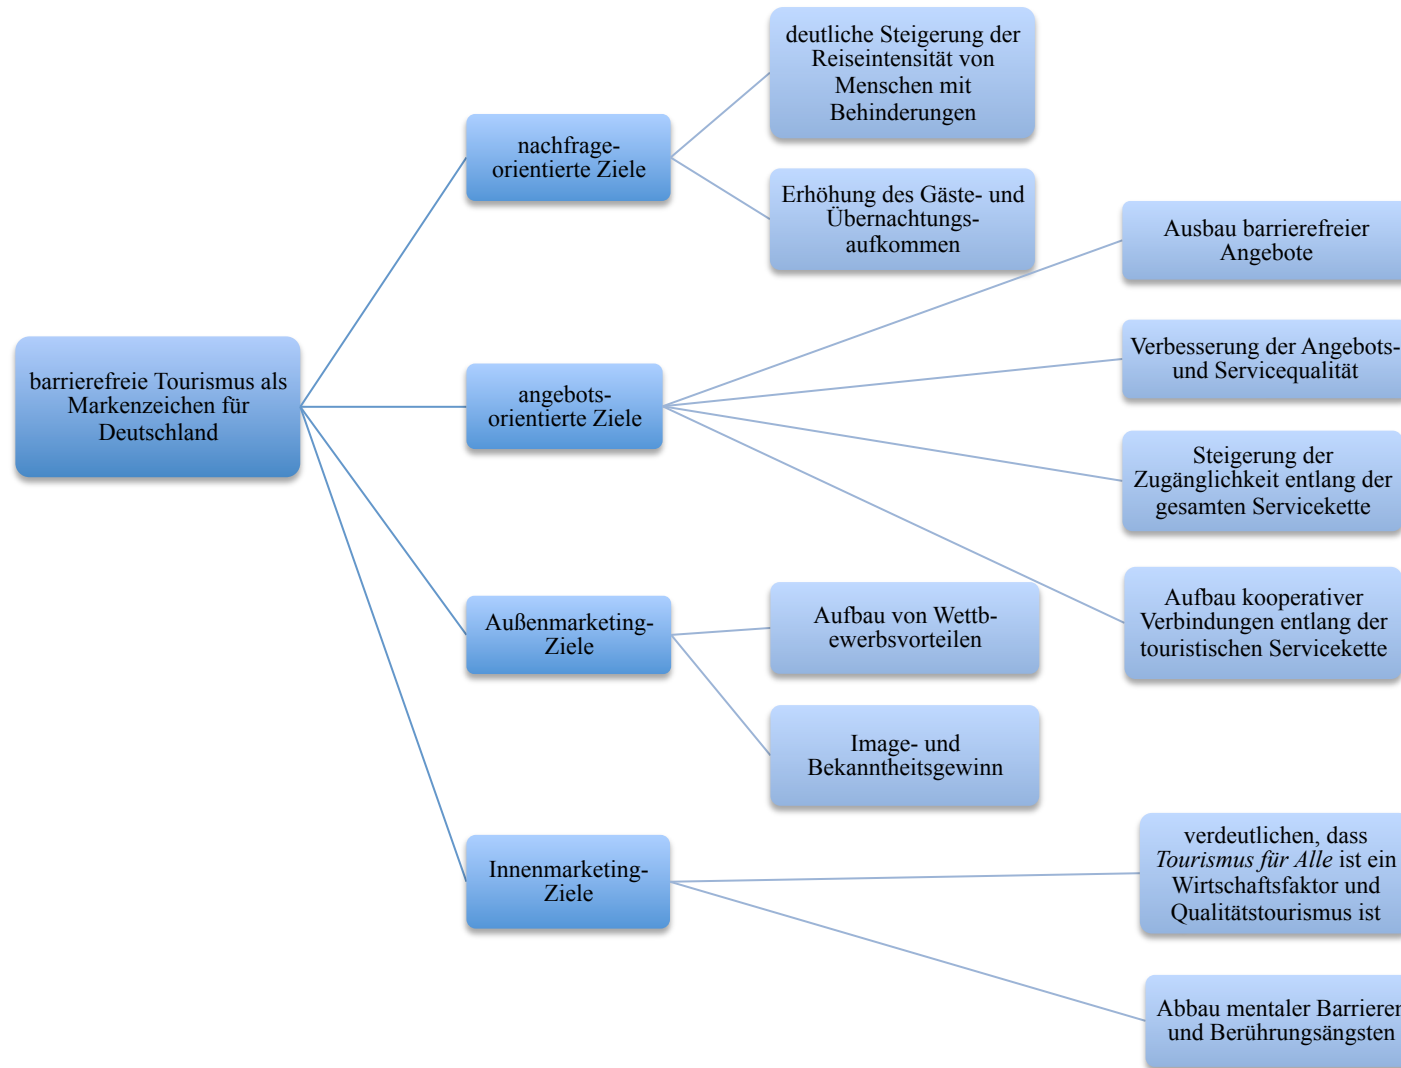 barrierefreie Tourismus als
Markenzeichen für
Deutschland
nachfrage-
orientierte Ziele
deutliche Steigerung der
Reiseintensität von
Menschen mit
Behinderungen
Erhöhung des Gäste- und
Übernachtungs-
aufkommen
angebots-
orientierte Ziele
Ausbau barrierefreier
Angebote
Verbesserung der Angebots-
und Servicequalität
Steigerung der
Zugänglichkeit entlang der
gesamten Servicekette
Aufbau kooperativer
Verbindungen entlang der
touristischen Servicekette
Außenmarketing-
Ziele
Aufbau von Wettb-
ewerbsvorteilen
Image- und
Bekanntheitsgewinn
Innenmarketing-
Ziele
verdeutlichen, dass
Tourismus für Alle ist ein
Wirtschaftsfaktor und
Qualitätstourismus ist
Abbau mentaler Barrieren
und Berührungsängsten